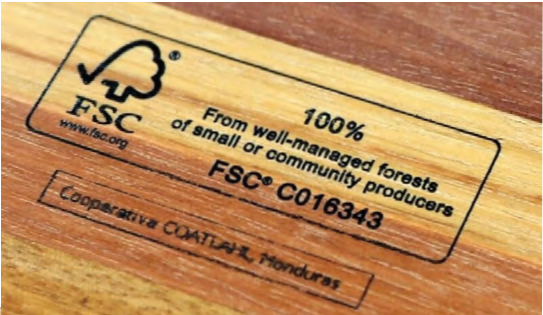 FSC
www.fsc.org
®
100%
From well-managed forests
of small or community producers
FSC® C016343
Cooperativa COATLAHL, Honduras